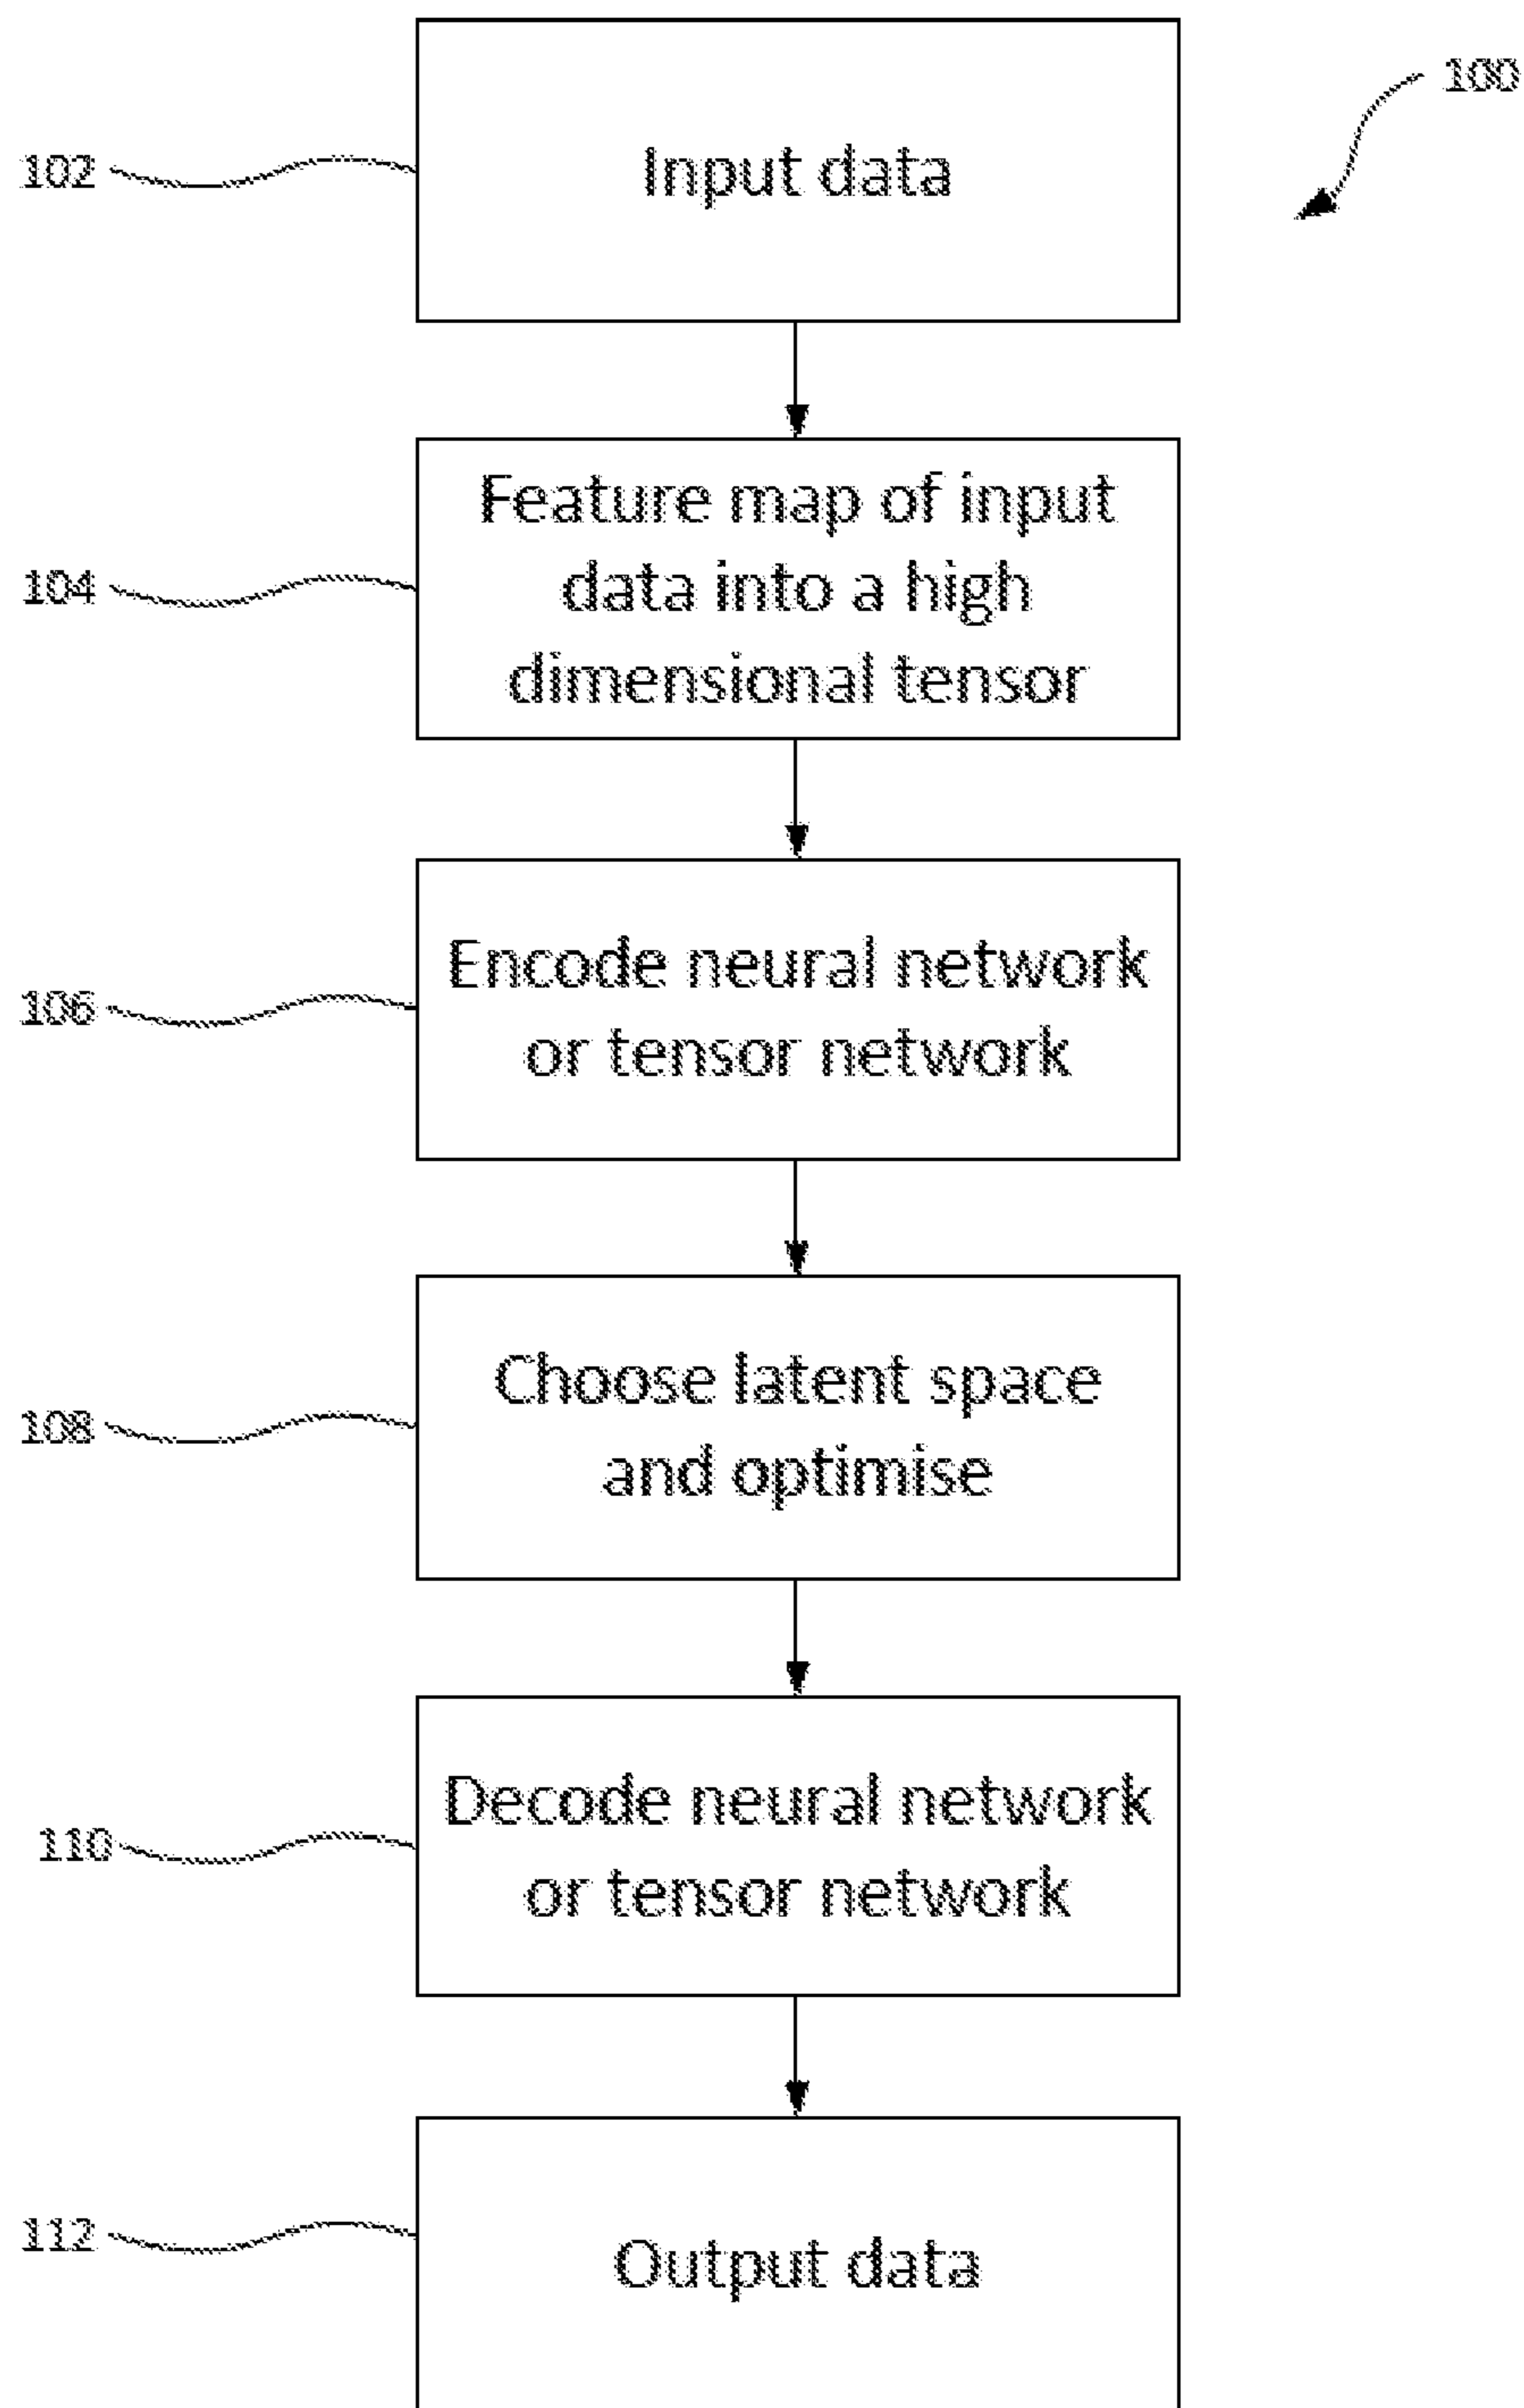 100
102
Input data
104
Feature map of input
data into a high
dimensional tensor
106
Encode neural network
or tensor network
108
Choose latent space
and optimise
110
Decode neural network
or tensor network
112
Output data